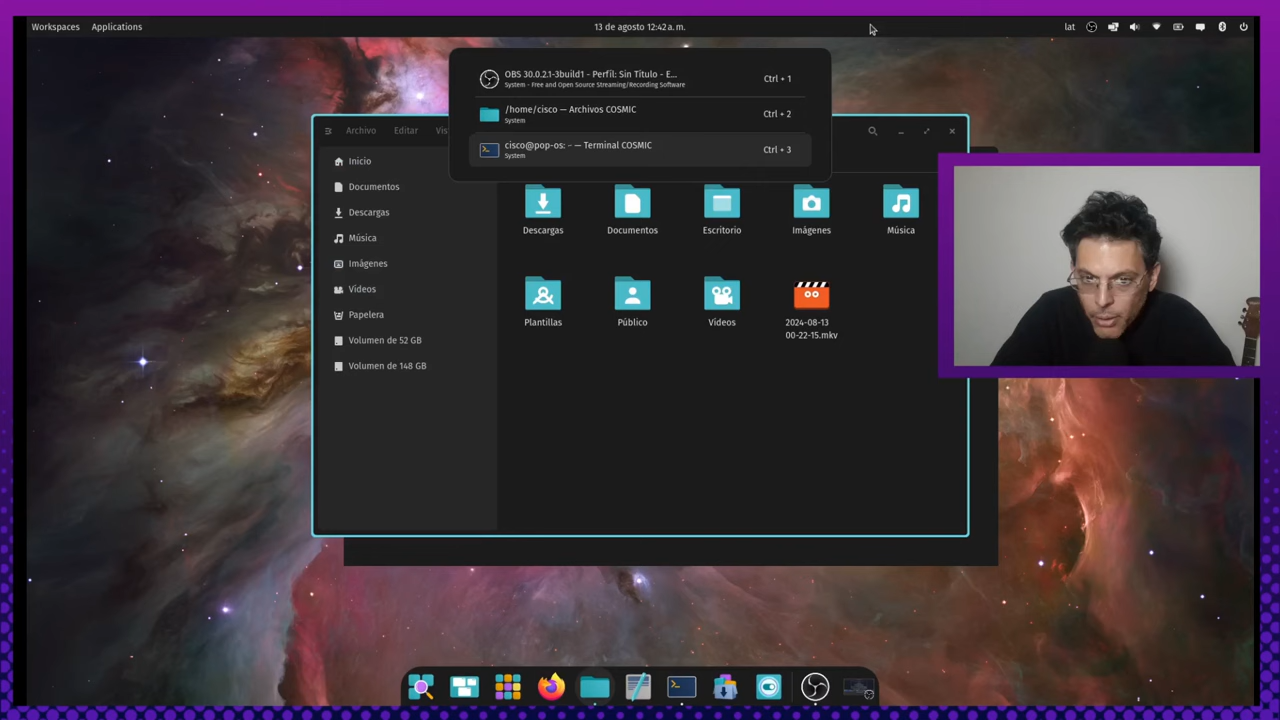 Workspaces
Applications
13 de agosto 12:42 a. m.
lat
OBS 30.0.2.1-3build1 - Perfil: Sin Título - E...
System - Free and Open Source Streaming/Recording Software
Ctrl + 1
/home/cisco — Archivos COSMIC
System
Ctrl + 2
cisco@pop-os: ~ — Terminal COSMIC
System
Ctrl + 3
Archivo
Editar
Vis
Inicio
Documentos
Descargas
Música
Imágenes
Vídeos
Papelera
Volumen de 52 GB
Volumen de 148 GB
Descargas
Documentos
Escritorio
Imágenes
Música
Plantillas
Público
Vídeos
2024-08-13
00-22-15.mkv